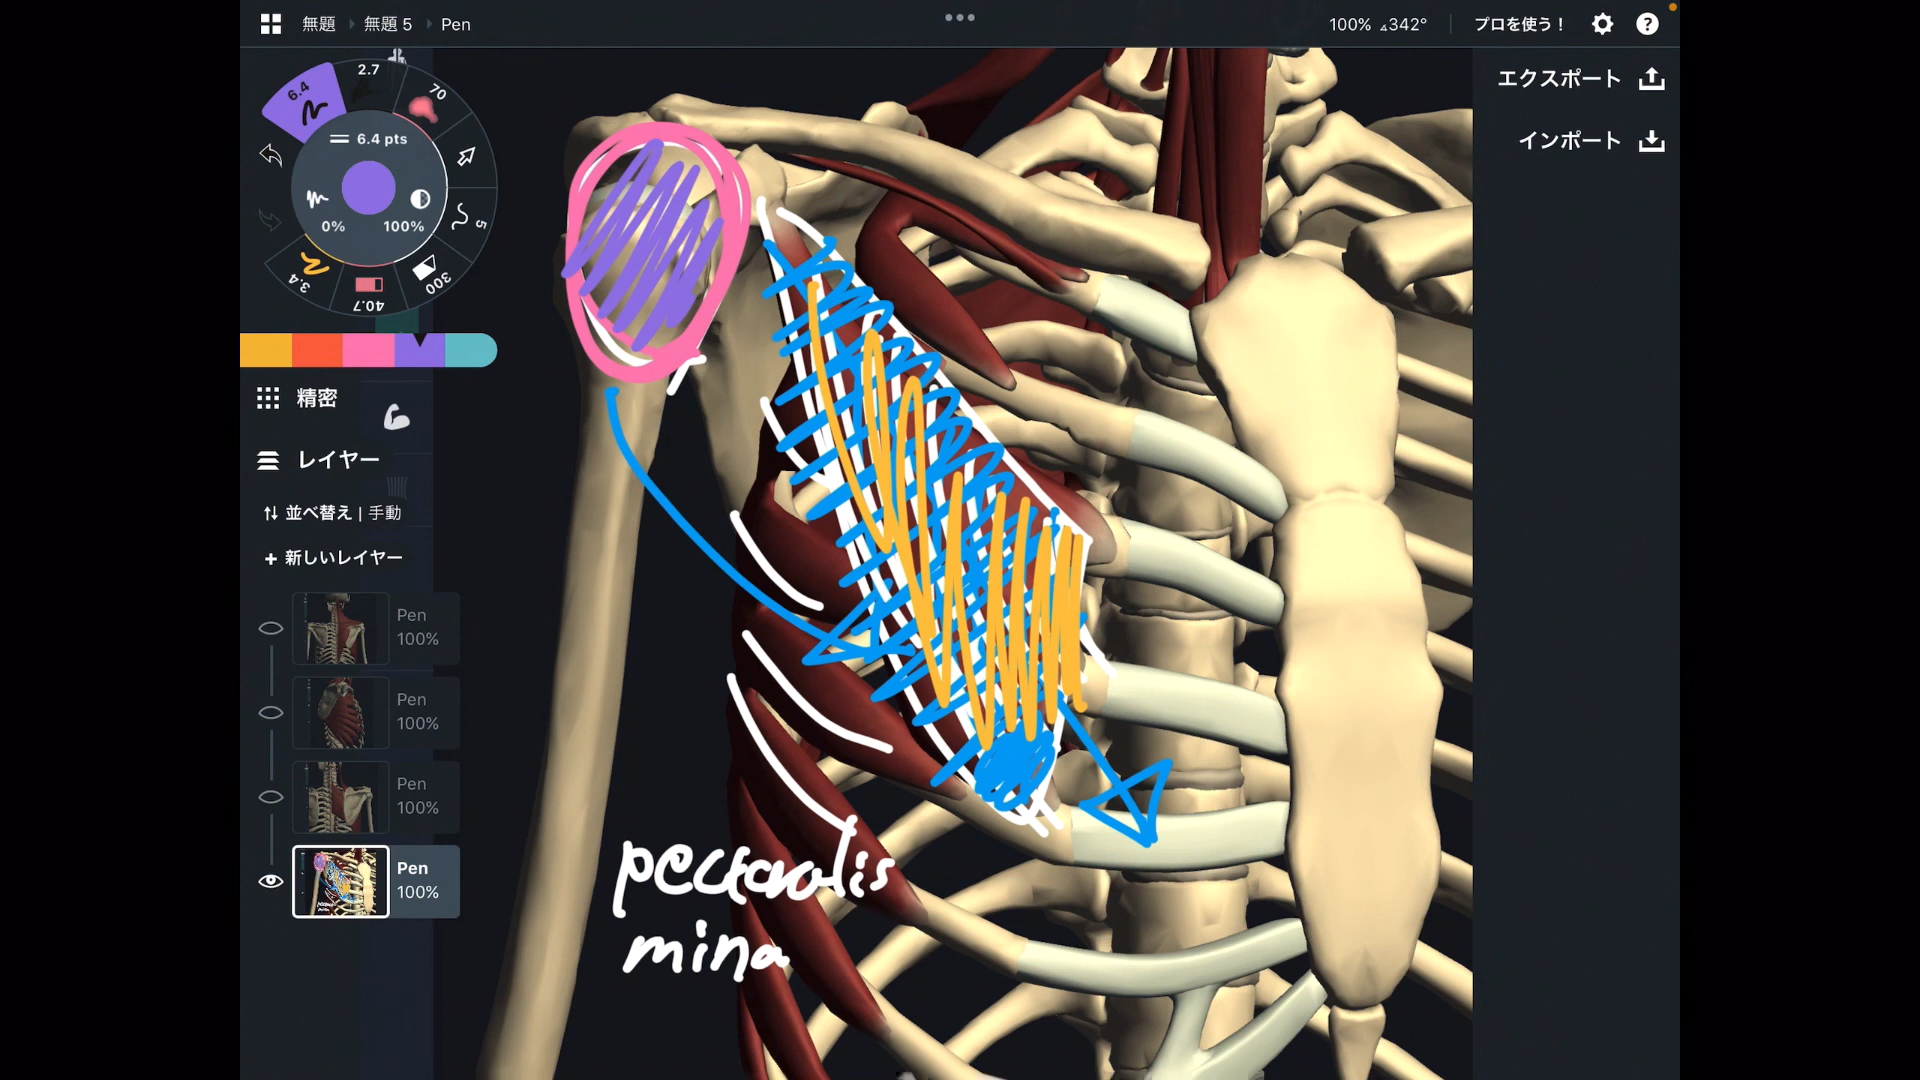 無題 無題 5 Pen
100% ⊿342° プロを使う!
エクスポート
インポート
2.7
6.4
70
6.4 pts
5
0% 100%
300
3.4
40.7
精密
レイヤー
並べ替え | 手動
+ 新しいレイヤー
Pen
100%
Pen
100%
Pen
100%
Pen
100%
pectoralis
mina